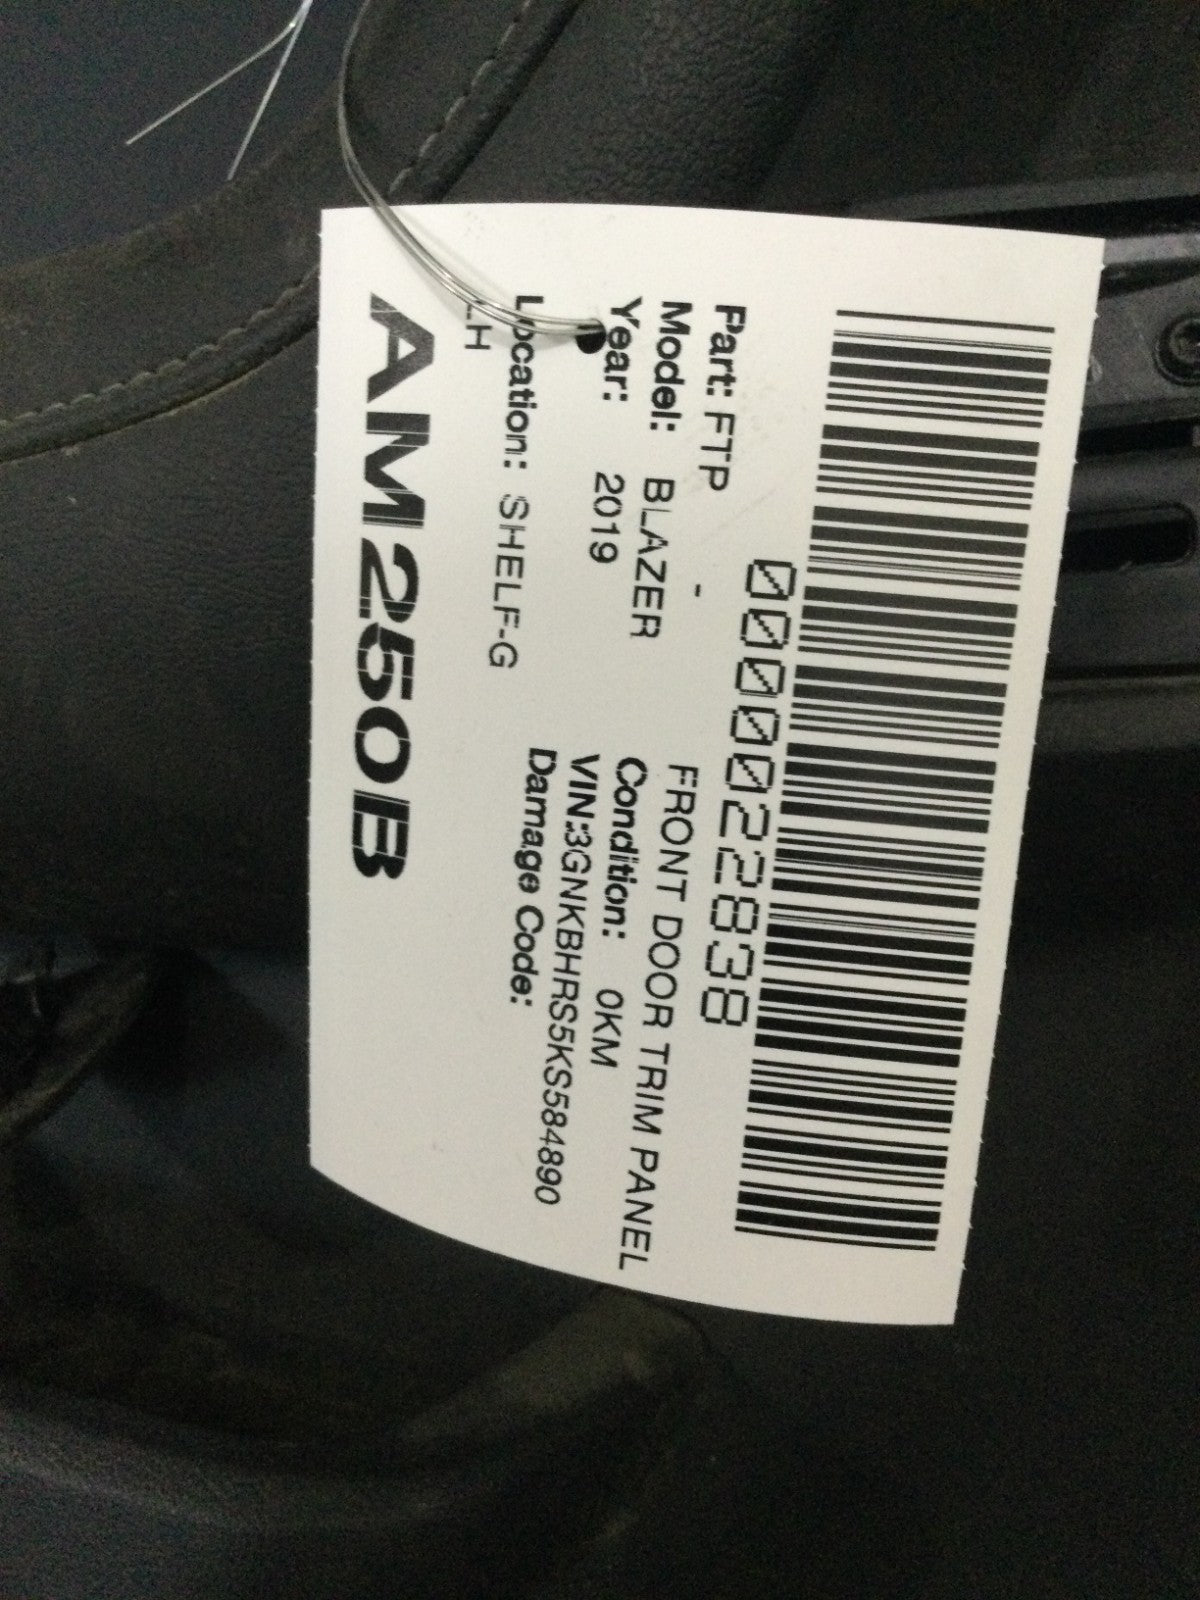 0000022838
Part: FTP - FRONT DOOR TRIM PANEL
Model: BLAZER Condition: 0KM
Year: 2019 VIN:3GNKBHRS5KS584890
Damage Code:
Location: SHELF-G
LH
AM250B